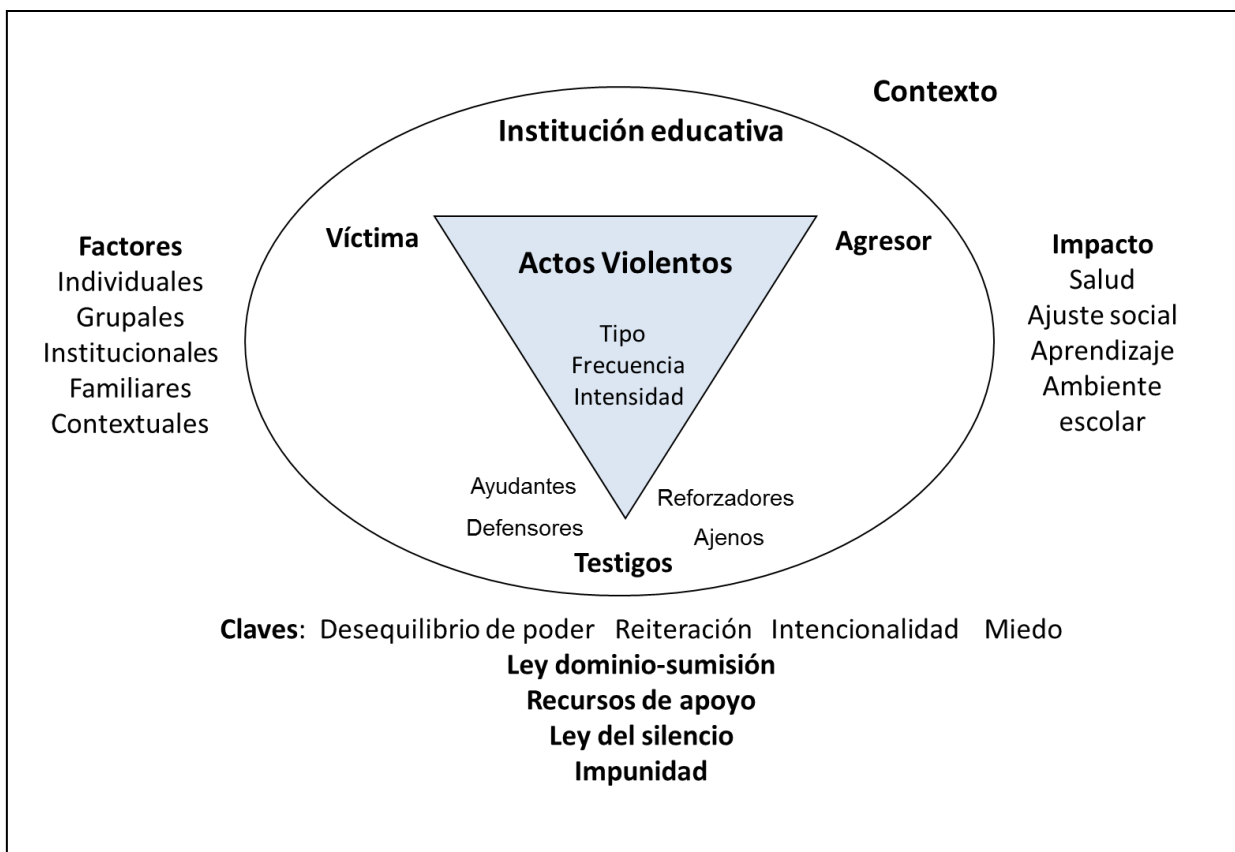 Contexto
Institución educativa
Víctima
Agresor
Factores
Individuales
Grupales
Institucionales
Familiares
Contextuales
Actos Violentos
Tipo
Frecuencia
Intensidad
Impacto
Salud
Ajuste social
Aprendizaje
Ambiente
escolar
Ayudantes
Reforzadores
Defensores
Ajenos
Testigos
Claves: Desequilibrio de poder Reiteración Intencionalidad Miedo
Ley dominio-sumisión
Recursos de apoyo
Ley del silencio
Impunidad